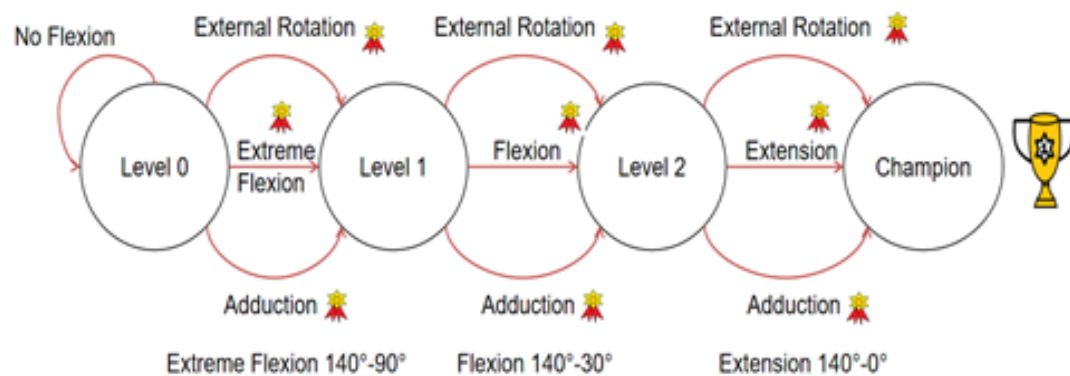 No Flexion
External Rotation
External Rotation
External Rotation
Level 0
Extreme
Flexion
Level 1
Flexion
Level 2
Extension
Champion
Adduction
Adduction
Adduction
Extreme Flexion 140°-90°
Flexion 140°-30°
Extension 140°-0°